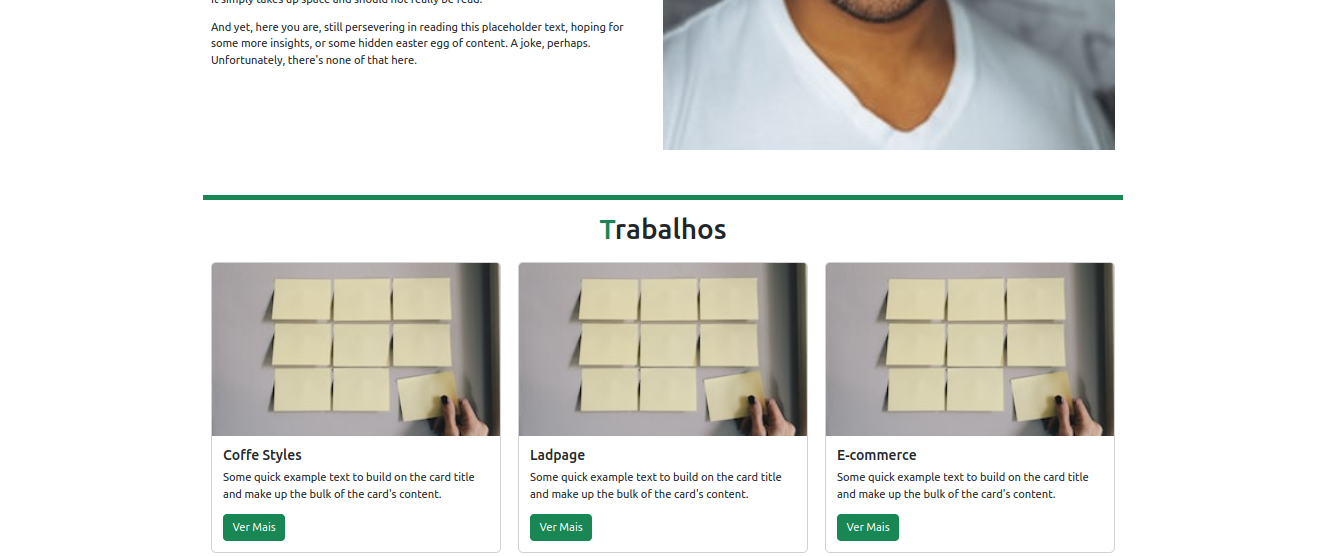 it simply takes up space and should not really be read.
And yet, here you are, still persevering in reading this placeholder text, hoping for
some more insights, or some hidden easter egg of content. A joke, perhaps.
Unfortunately, there's none of that here.
Trabalhos
Coffe Styles
Some quick example text to build on the card title
and make up the bulk of the card's content.
Ver Mais
Ladpage
Some quick example text to build on the card title
and make up the bulk of the card's content.
Ver Mais
E-commerce
Some quick example text to build on the card title
and make up the bulk of the card's content.
Ver Mais